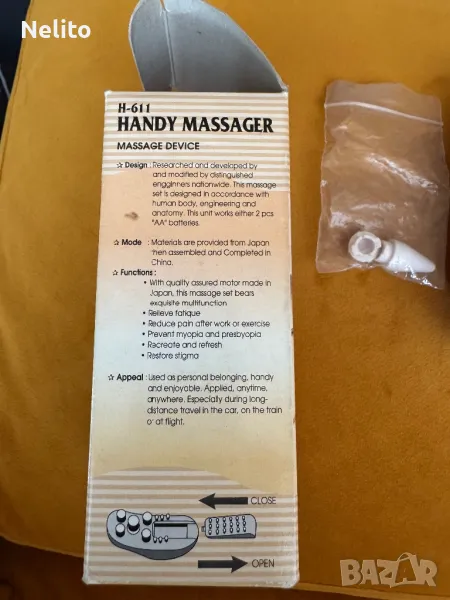 Nelito
H-611
HANDY MASSAGER
MASSAGE DEVICE
☆ Design : Researched and developed by
and modified by distinguished
engginners nationwide. This massage
set is designed in accordance with
human body, engineering and
anatomy. This unit works either 2 pcs
"AA" batteries.
☆ Mode : Materials are provided from Japan
then assembled and Completed in
China.
☆ Functions :
• With quality assured motor made in
Japan, this massage set bears
exquisite multifunction
• Relieve fatique
• Reduce pain after work or exercise
• Prevent myopia and presbyopia
• Recreate and refresh
• Restore stigma
☆ Appeal : Used as personal belonging, handy
and enjoyable. Applied, anytime,
anywhere. Especially during long-
distance travel in the car, on the train
or at flight.
CLOSE
OPEN
BAZAR